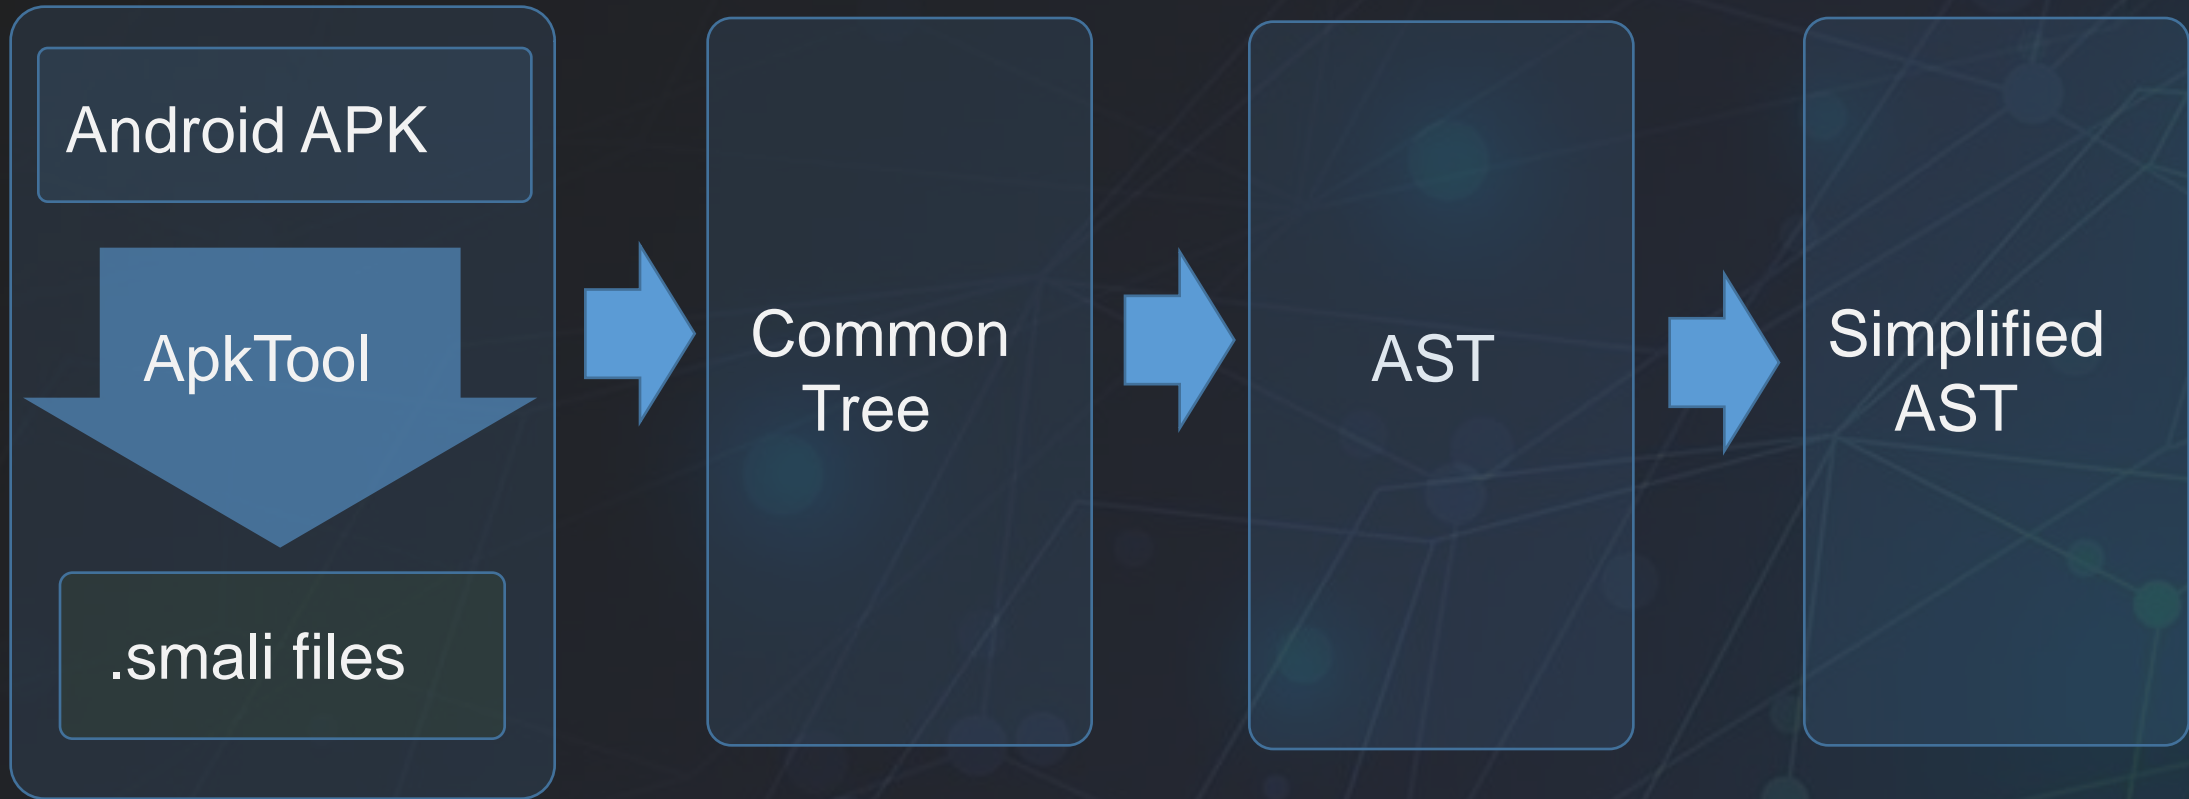 Android APK
ApkTool
.smali files
Common
Tree
AST
Simplified
AST